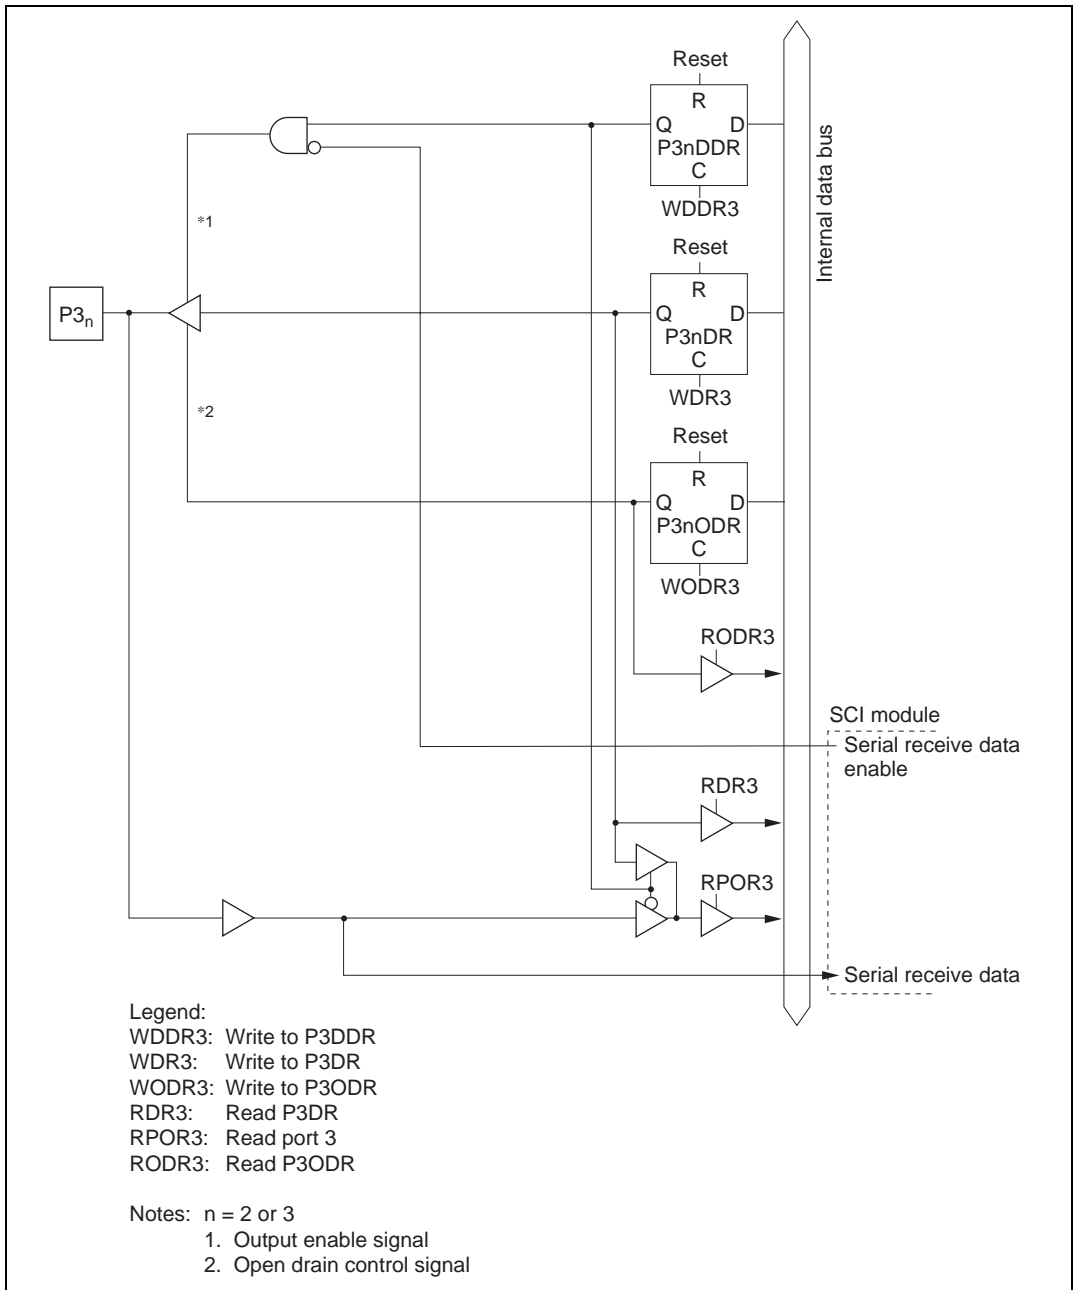 Reset
R
Q D
P3nDDR
C
WDDR3
Internal data bus
*1
Reset
R
P3n
Q D
P3nDR
C
WDR3
*2
Reset
R
Q D
P3nODR
C
WODR3
RODR3
SCI module
Serial receive data
enable
RDR3
RPOR3
Serial receive data
Legend:
WDDR3: Write to P3DDR
WDR3: Write to P3DR
WODR3: Write to P3ODR
RDR3: Read P3DR
RPOR3: Read port 3
RODR3: Read P3ODR
Notes: n = 2 or 3
1. Output enable signal
2. Open drain control signal